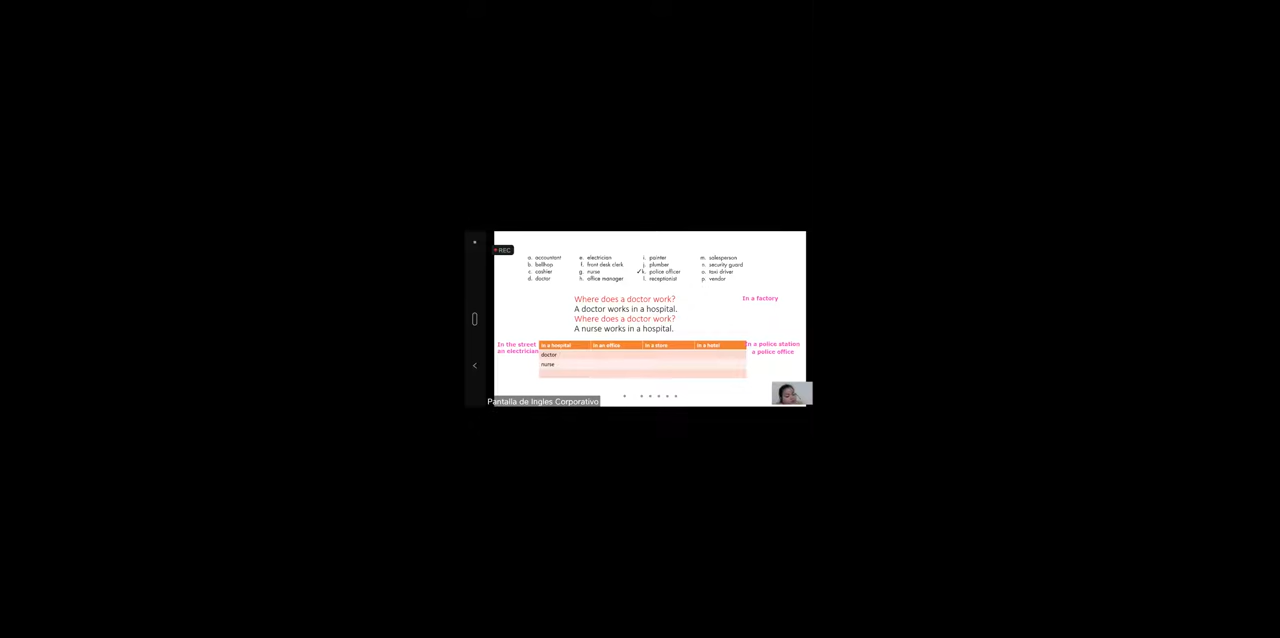 REC
a. accountant e. electrician i. painter m. salesperson
b. bellhop f. front desk clerk j. plumber n. security guard
c. cashier g. nurse ✓k. police officer o. taxi driver
d. doctor h. office manager l. receptionist p. vendor
Where does a doctor work?
In a factory
A doctor works in a hospital.
Where does a doctor work?
A nurse works in a hospital.
In the street
an electrician
in a hospital in an office in a store in a hotel
doctor
nurse
In a police station
a police office
Pantalla de Ingles Corporativo